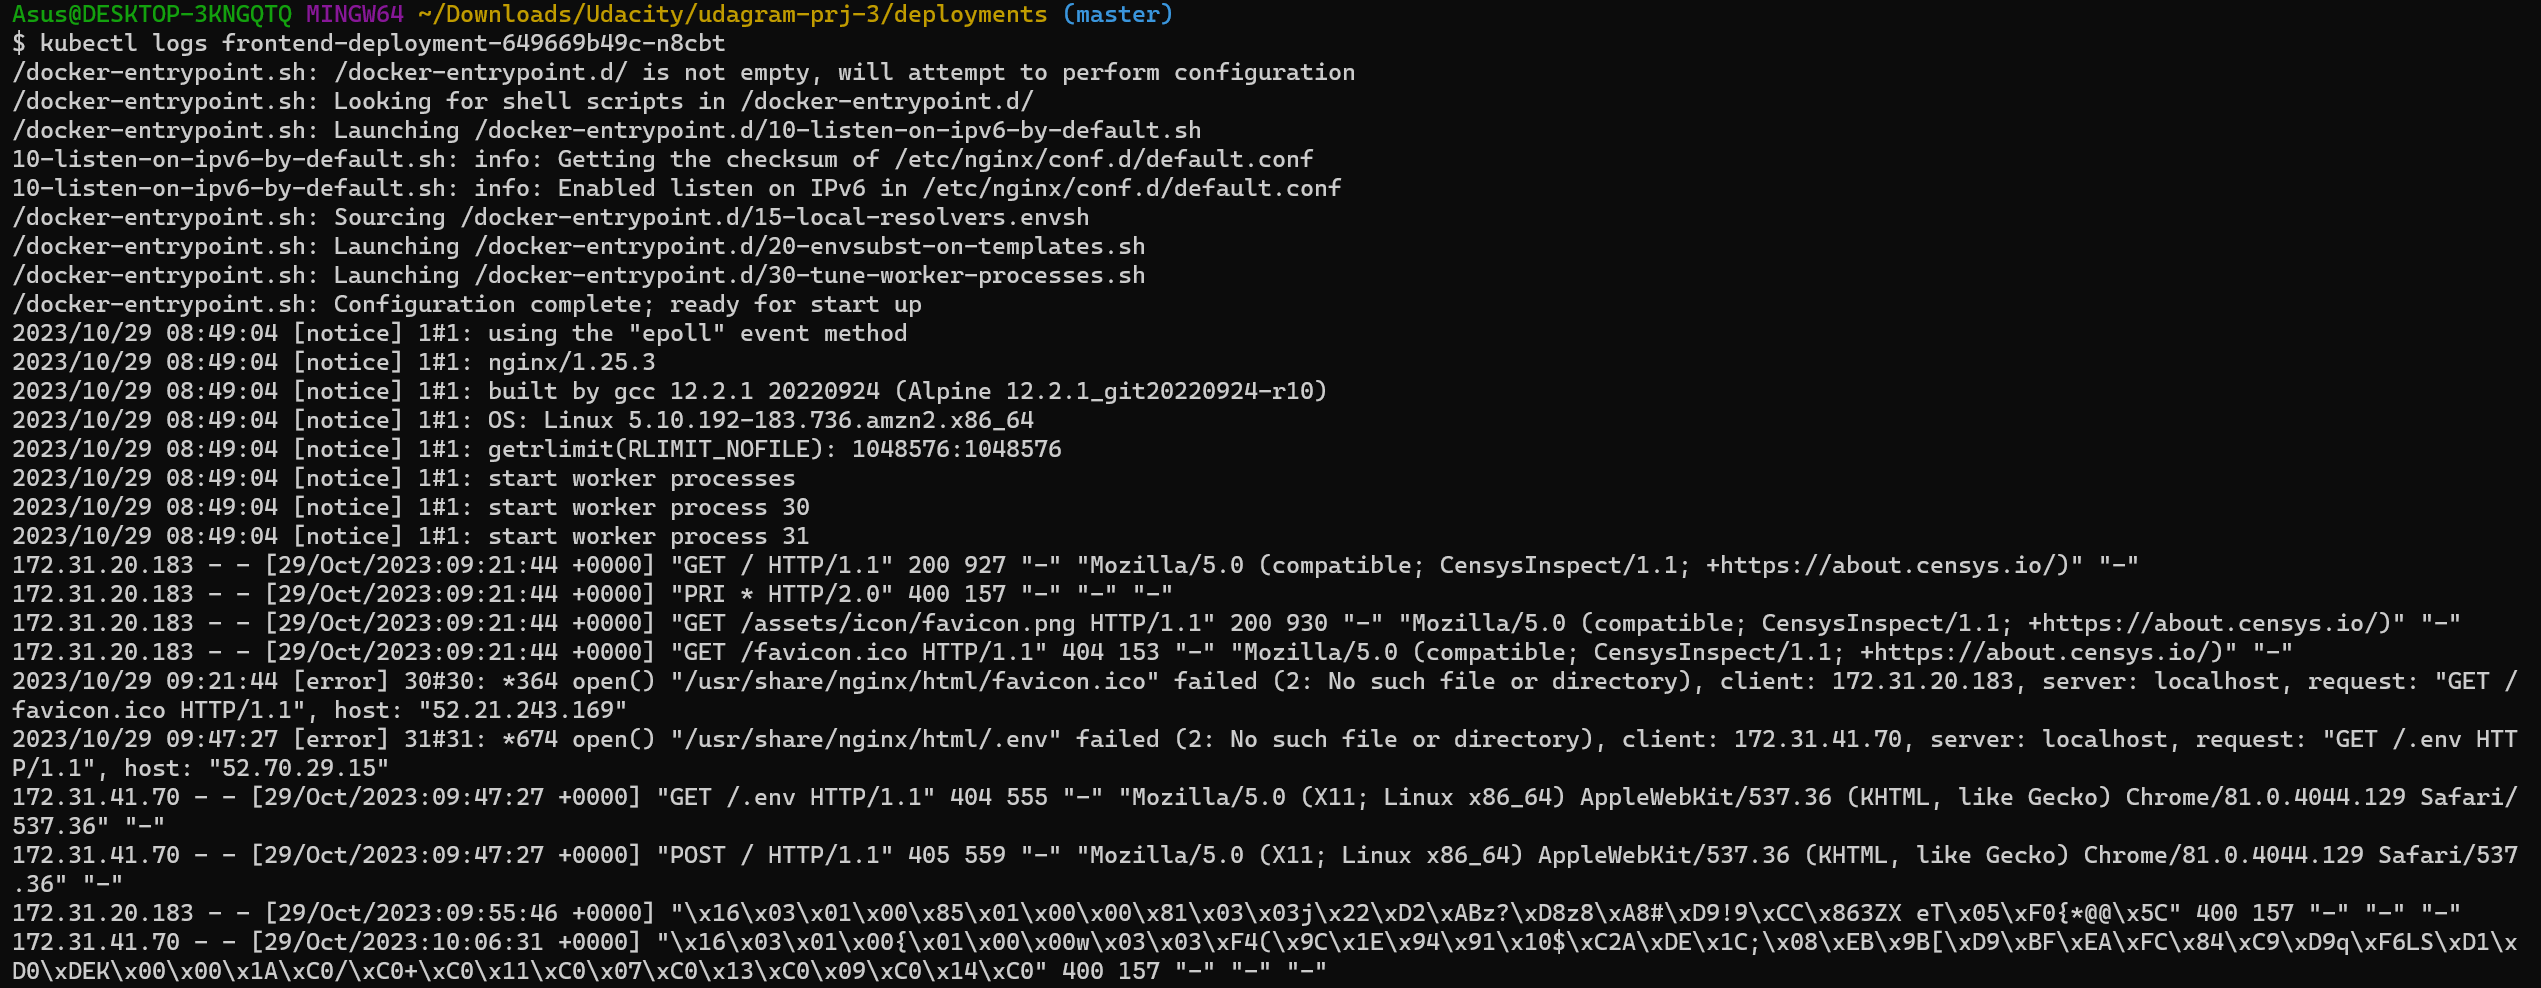 Asus@DESKTOP-3KNGQTQ MINGW64 ~/Downloads/Udacity/udagram-prj-3/deployments (master)
$ kubectl logs frontend-deployment-649669b49c-n8cbt
/docker-entrypoint.sh: /docker-entrypoint.d/ is not empty, will attempt to perform configuration
/docker-entrypoint.sh: Looking for shell scripts in /docker-entrypoint.d/
/docker-entrypoint.sh: Launching /docker-entrypoint.d/10-listen-on-ipv6-by-default.sh
10-listen-on-ipv6-by-default.sh: info: Getting the checksum of /etc/nginx/conf.d/default.conf
10-listen-on-ipv6-by-default.sh: info: Enabled listen on IPv6 in /etc/nginx/conf.d/default.conf
/docker-entrypoint.sh: Sourcing /docker-entrypoint.d/15-local-resolvers.envsh
/docker-entrypoint.sh: Launching /docker-entrypoint.d/20-envsubst-on-templates.sh
/docker-entrypoint.sh: Launching /docker-entrypoint.d/30-tune-worker-processes.sh
/docker-entrypoint.sh: Configuration complete; ready for start up
2023/10/29 08:49:04 [notice] 1#1: using the "epoll" event method
2023/10/29 08:49:04 [notice] 1#1: nginx/1.25.3
2023/10/29 08:49:04 [notice] 1#1: built by gcc 12.2.1 20220924 (Alpine 12.2.1_git20220924-r10)
2023/10/29 08:49:04 [notice] 1#1: OS: Linux 5.10.192-183.736.amzn2.x86_64
2023/10/29 08:49:04 [notice] 1#1: getrlimit(RLIMIT_NOFILE): 1048576:1048576
2023/10/29 08:49:04 [notice] 1#1: start worker processes
2023/10/29 08:49:04 [notice] 1#1: start worker process 30
2023/10/29 08:49:04 [notice] 1#1: start worker process 31
172.31.20.183 - - [29/Oct/2023:09:21:44 +0000] "GET / HTTP/1.1" 200 927 "-" "Mozilla/5.0 (compatible; CensysInspect/1.1; +https://about.censys.io/)" "-"
172.31.20.183 - - [29/Oct/2023:09:21:44 +0000] "PRI * HTTP/2.0" 400 157 "-" "-" "-"
172.31.20.183 - - [29/Oct/2023:09:21:44 +0000] "GET /assets/icon/favicon.png HTTP/1.1" 200 930 "-" "Mozilla/5.0 (compatible; CensysInspect/1.1; +https://about.censys.io/)" "-"
172.31.20.183 - - [29/Oct/2023:09:21:44 +0000] "GET /favicon.ico HTTP/1.1" 404 153 "-" "Mozilla/5.0 (compatible; CensysInspect/1.1; +https://about.censys.io/)" "-"
2023/10/29 09:21:44 [error] 30#30: *364 open() "/usr/share/nginx/html/favicon.ico" failed (2: No such file or directory), client: 172.31.20.183, server: localhost, request: "GET /
favicon.ico HTTP/1.1", host: "52.21.243.169"
2023/10/29 09:47:27 [error] 31#31: *674 open() "/usr/share/nginx/html/.env" failed (2: No such file or directory), client: 172.31.41.70, server: localhost, request: "GET /.env HTT
P/1.1", host: "52.70.29.15"
172.31.41.70 - - [29/Oct/2023:09:47:27 +0000] "GET /.env HTTP/1.1" 404 555 "-" "Mozilla/5.0 (X11; Linux x86_64) AppleWebKit/537.36 (KHTML, like Gecko) Chrome/81.0.4044.129 Safari/
537.36" "-"
172.31.41.70 - - [29/Oct/2023:09:47:27 +0000] "POST / HTTP/1.1" 405 559 "-" "Mozilla/5.0 (X11; Linux x86_64) AppleWebKit/537.36 (KHTML, like Gecko) Chrome/81.0.4044.129 Safari/537
.36" "-"
172.31.20.183 - - [29/Oct/2023:09:55:46 +0000] "\x16\x03\x01\x00\x85\x01\x00\x00\x81\x03\x03j\x22\xD2\xABz?\xD8z8\xA8#\xD9!9\xCC\x863ZX eT\x05\xF0{*@@\x5C" 400 157 "-" "-" "-"
172.31.41.70 - - [29/Oct/2023:10:06:31 +0000] "\x16\x03\x01\x00{\x01\x00\x00w\x03\x03\xF4(\x9C\x1E\x94\x91\x10$\xC2A\xDE\x1C;\x08\xEB\x9B[\xD9\xBF\xEA\xFC\x84\xC9\xD9q\xF6LS\xD1\x
D0\xDEK\x00\x00\x1A\xC0/\xC0+\xC0\x11\xC0\x07\xC0\x13\xC0\x09\xC0\x14\xC0" 400 157 "-" "-" "-"